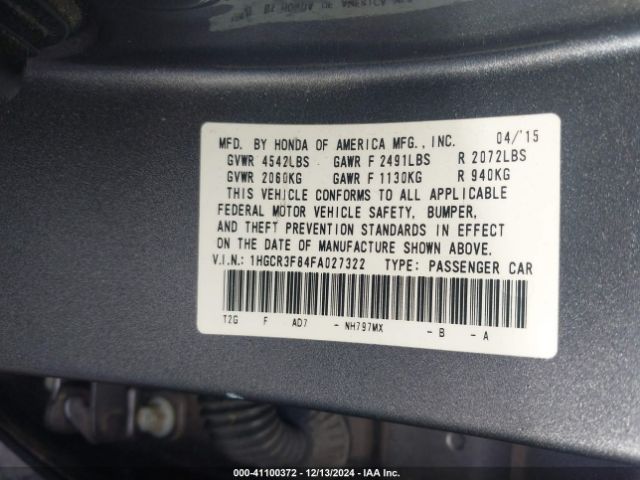 MFD. BY HONDA OF AMERICA MFG., INC. 04/'15
GVWR 4542LBS GAWR F 2491LBS R 2072LBS
GVWR 2060KG GAWR F 1130KG R 940KG
THIS VEHICLE CONFORMS TO ALL APPLICABLE
FEDERAL MOTOR VEHICLE SAFETY, BUMPER,
AND THEFT PREVENTION STANDARDS IN EFFECT
ON THE DATE OF MANUFACTURE SHOWN ABOVE.
V.I.N.: 1HGCR3F84FA027322 TYPE: PASSENGER CAR
T2G F AD7 - NH797MX - B - A
000-41100372 - 12/13/2024 - IAA Inc.